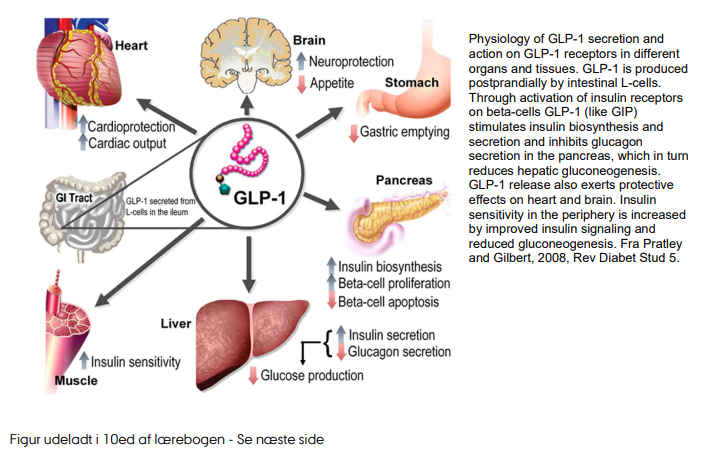 Heart
Brain
Neuroprotection
Appetite
Stomach
Gastric emptying
Cardioprotection
Cardiac output
GI Tract
GLP-1 secreted from
L-cells in the ileum
GLP-1
Pancreas
Insulin biosynthesis
Beta-cell proliferation
Beta-cell apoptosis
Liver
Insulin secretion
Glucagon secretion
Glucose production
Insulin sensitivity
Muscle
Physiology of GLP-1 secretion and
action on GLP-1 receptors in different
organs and tissues. GLP-1 is produced
postprandially by intestinal L-cells.
Through activation of insulin receptors
on beta-cells GLP-1 (like GIP)
stimulates insulin biosynthesis and
secretion and inhibits glucagon
secretion in the pancreas, which in turn
reduces hepatic gluconeogenesis.
GLP-1 release also exerts protective
effects on heart and brain. Insulin
sensitivity in the periphery is increased
by improved insulin signaling and
reduced gluconeogenesis. Fra Pratley
and Gilbert, 2008, Rev Diabet Stud 5.
Figur udeladt i 10ed af lærebogen - Se næste side